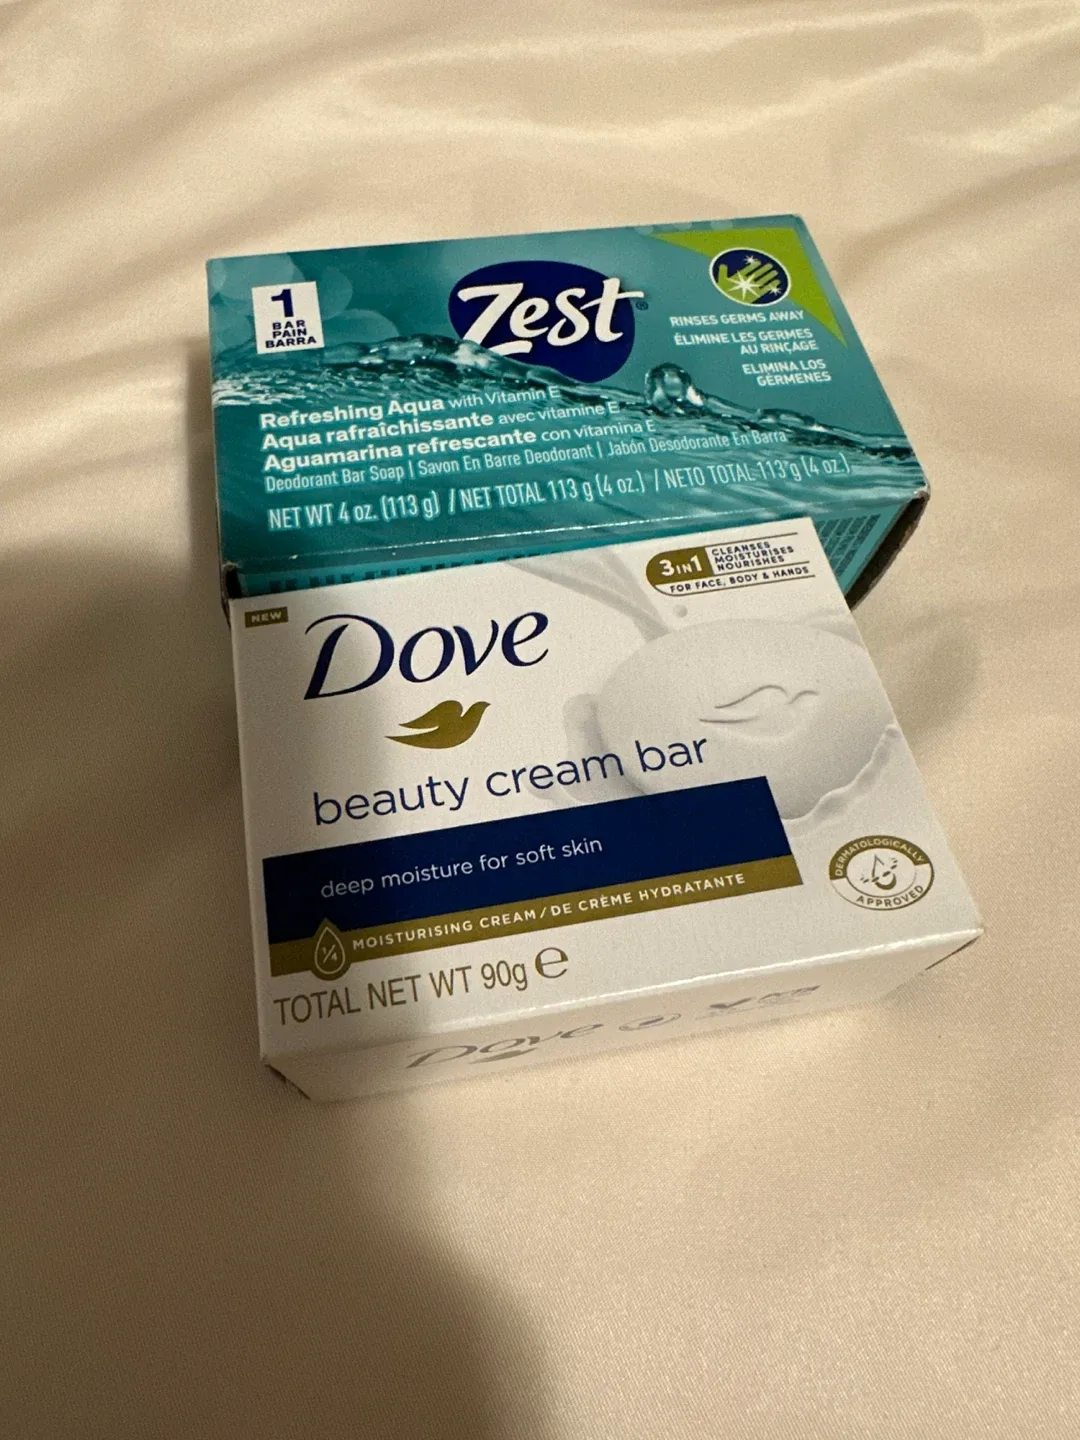 1
BAR
PAIN
BARRA
Zest®
RINSES GERMS AWAY
ÉLIMINE LES GERMES
AU RINÇAGE
ELIMINA LOS
GÉRMENES
Refreshing Aqua with Vitamin E
Aqua rafraîchissante avec vitamine E
Aguamarina refrescante con vitamina E
Deodorant Bar Soap | Savon En Barre Deodorant | Jabón Desodorante En Barra
NET WT 4 oz. (113 g) / NET TOTAL 113 g (4 oz.) / NETO TOTAL 113 g (4 oz.)
NEW
3IN1
CLEANSES
MOISTURISES
NOURISHES
FOR FACE, BODY & HANDS
Dove
beauty cream bar
deep moisture for soft skin
1/4 MOISTURISING CREAM/DE CRÈME HYDRATANTE
DERMATOLOGICALLY
APPROVED
TOTAL NET WT 90g ℮
Dove